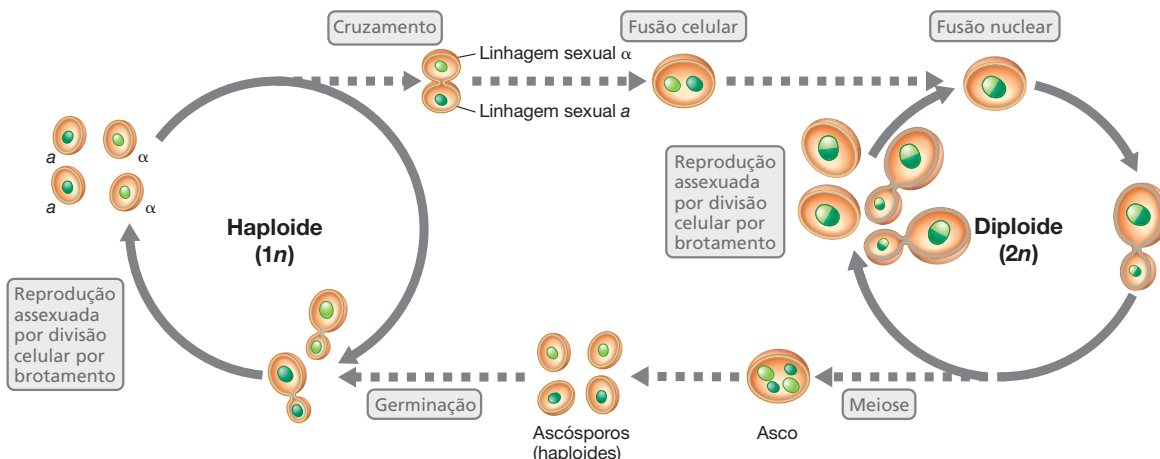 Cruzamento
Fusão celular
Fusão nuclear
Linhagem sexual α
Linhagem sexual a
a
α
a
α
Haploide
(1n)
Reprodução
assexuada
por divisão
celular por
brotamento
Reprodução
assexuada
por divisão
celular por
brotamento
Diploide
(2n)
Germinação
Meiose
Ascósporos
(haploides)
Asco